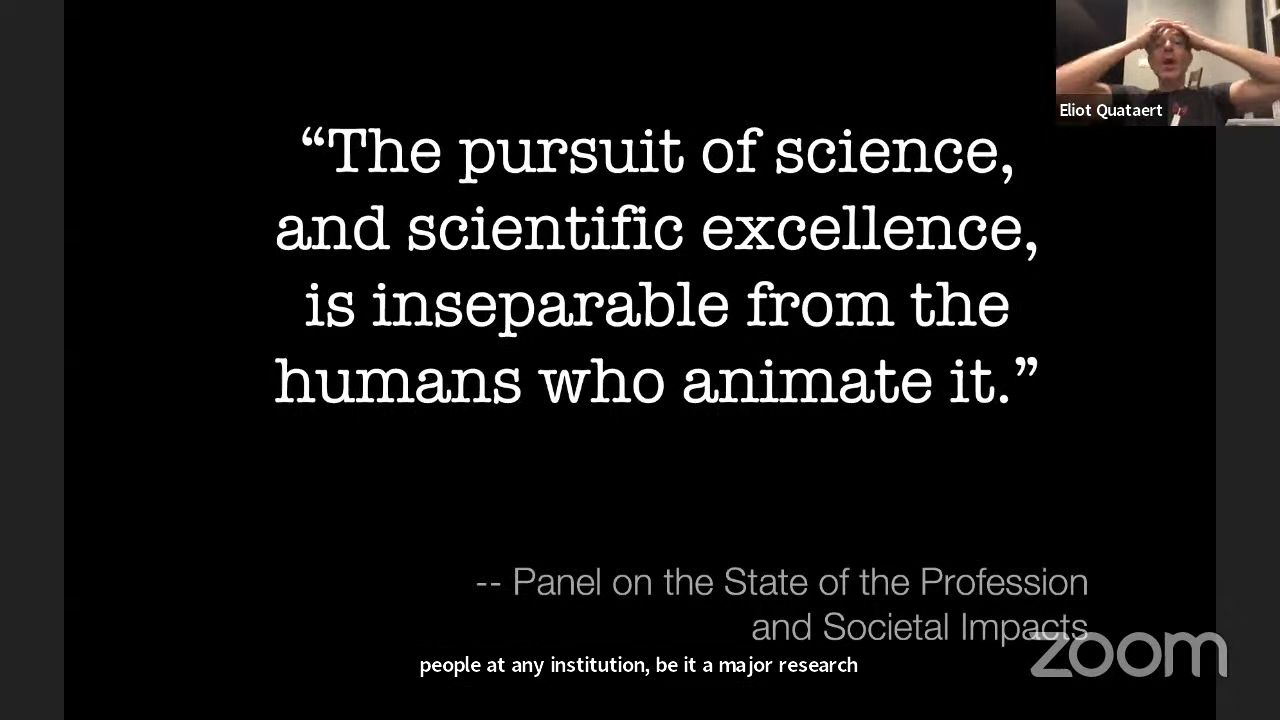 Eliot Quataert
“The pursuit of science,
and scientific excellence,
is inseparable from the
humans who animate it.”
-- Panel on the State of the Profession
and Societal Impacts
zoom
people at any institution, be it a major research